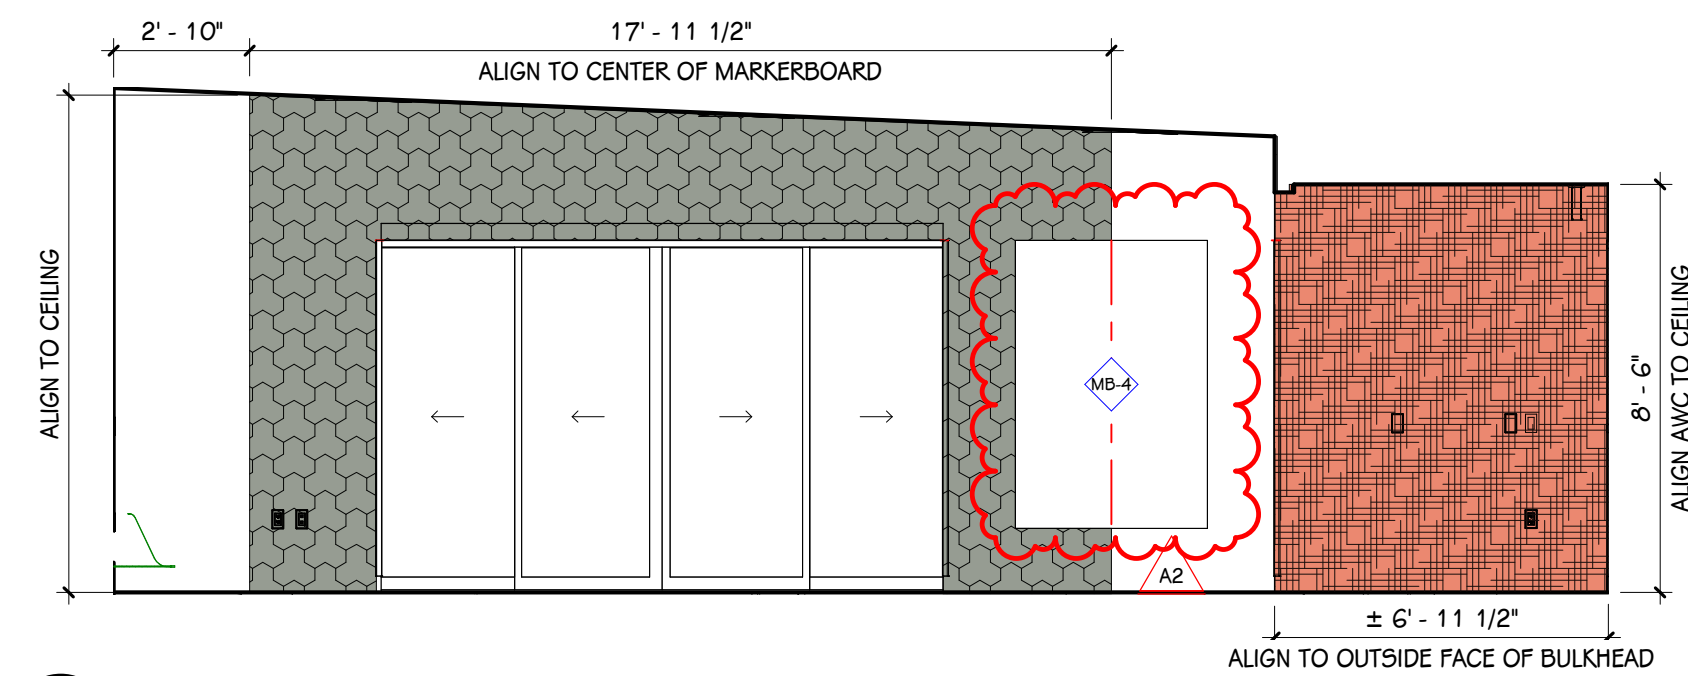 2' - 10"
17' - 11 1/2"
ALIGN TO CENTER OF MARKERBOARD
ALIGN TO CEILING
MB-4
A2
8' - 6"
ALIGN AWC TO CEILING
± 6' - 11 1/2"
ALIGN TO OUTSIDE FACE OF BULKHEAD